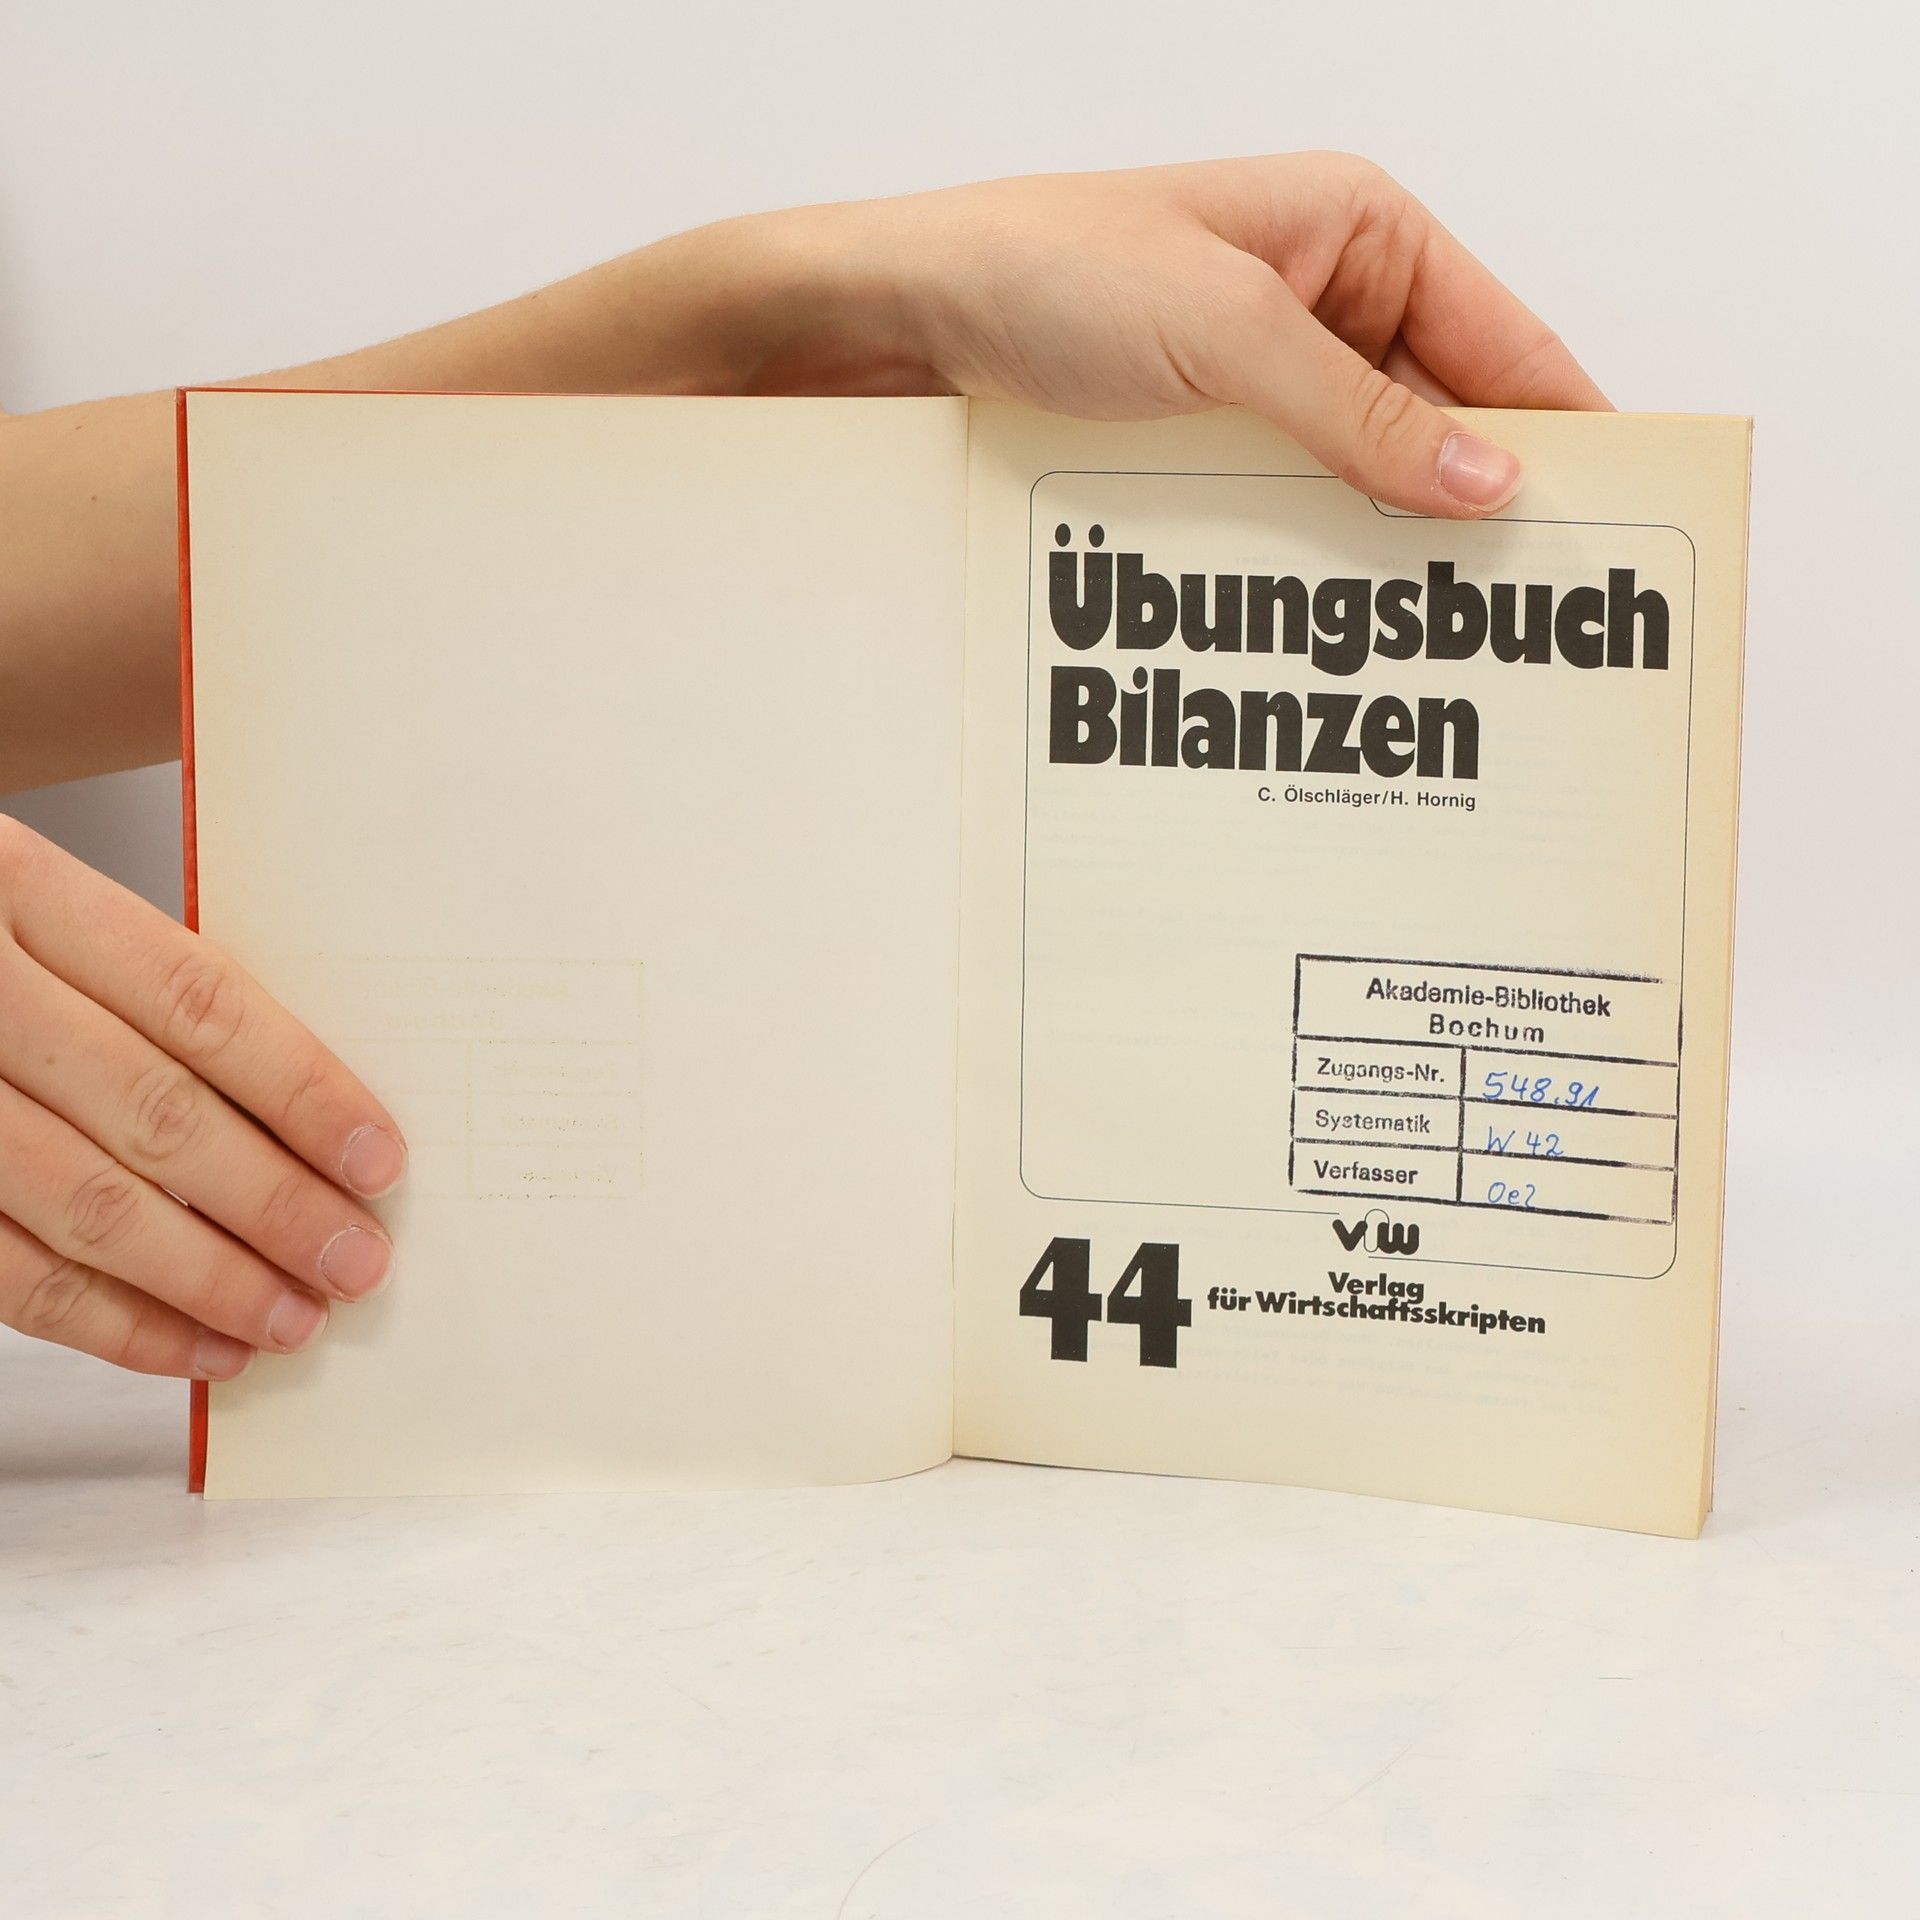 Übungsbuch
Bilanzen
C. Ölschläger/H. Hornig
Akademie-Bibliothek
Bochum
Zugangs-Nr. 548.91
Systematik W 42
Verfasser Oe2
vfw
44
Verlag
für Wirtschaftsskripten